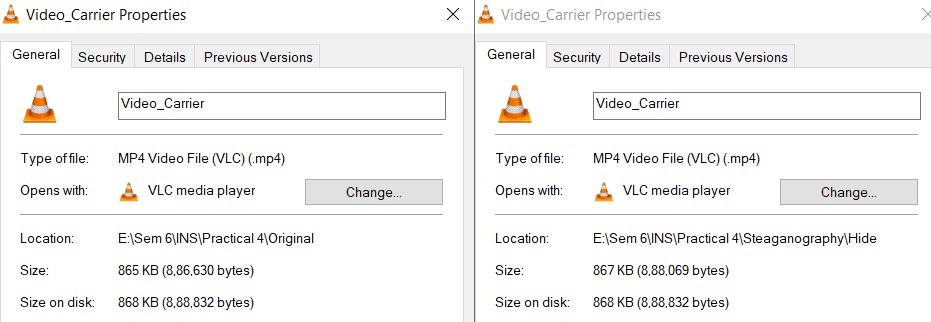 Video_Carrier Properties
General Security Details Previous Versions
Video_Carrier
Type of file: MP4 Video File (VLC) (.mp4)
Opens with: VLC media player Change...
Location: E:\Sem 6\INS\Practical 4\Original
Size: 865 KB (8,86,630 bytes)
Size on disk: 868 KB (8,88,832 bytes)
Video_Carrier Properties
General Security Details Previous Versions
Video_Carrier
Type of file: MP4 Video File (VLC) (.mp4)
Opens with: VLC media player Change...
Location: E:\Sem 6\INS\Practical 4\Steaganography\Hide
Size: 867 KB (8,88,069 bytes)
Size on disk: 868 KB (8,88,832 bytes)